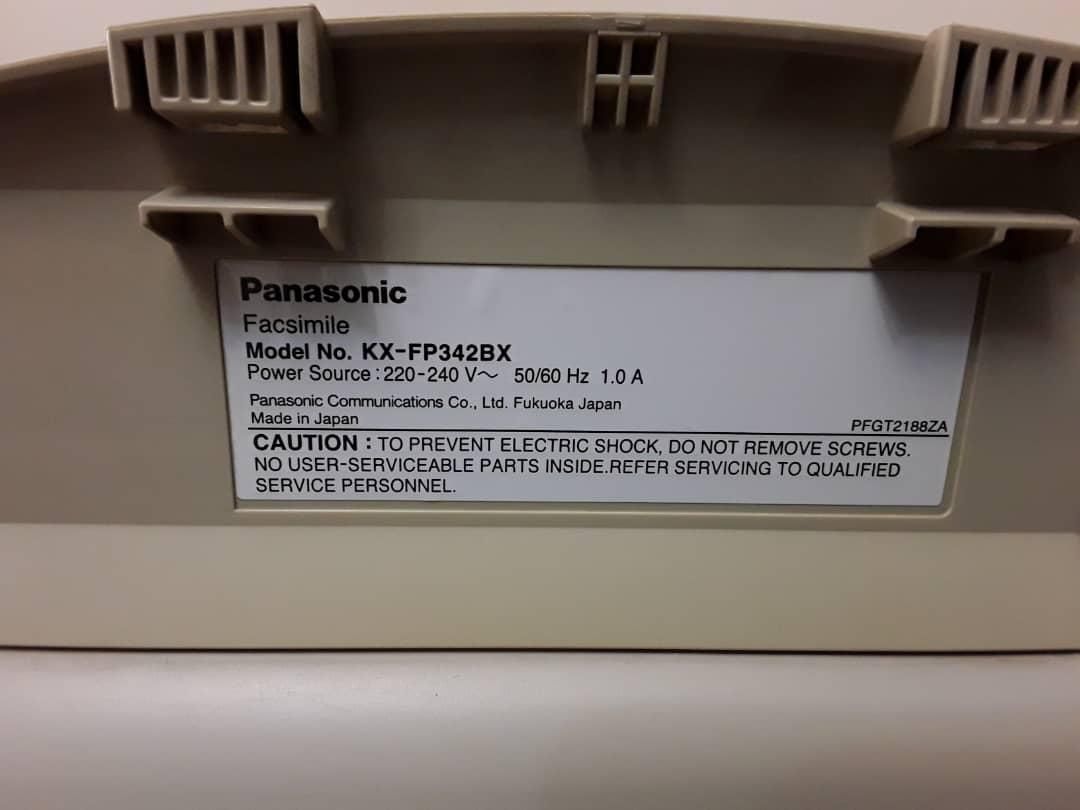 Panasonic
Facsimile
Model No. KX-FP342BX
Power Source : 220-240 V~ 50/60 Hz 1.0 A
Panasonic Communications Co., Ltd. Fukuoka Japan
Made in Japan PFGT2188ZA
CAUTION : TO PREVENT ELECTRIC SHOCK, DO NOT REMOVE SCREWS.
NO USER-SERVICEABLE PARTS INSIDE.REFER SERVICING TO QUALIFIED
SERVICE PERSONNEL.